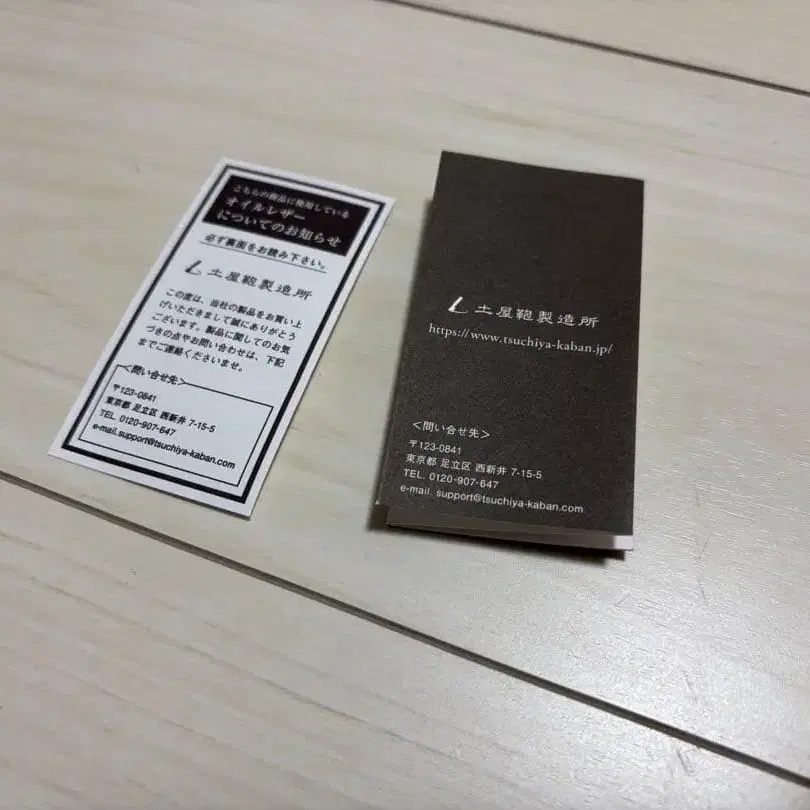 こちらの商品に使用している
オイルレザー
についてのお知らせ
必ず裏面をお読み下さい。
土屋鞄製造所
この度は、当社の製品をお買い上
げいただきまして誠にありがとう
ございます。製品に関してのお気
づきの点やお問い合わせは、下記
までご連絡くださいませ。
<問い合せ先>
〒123-0841
東京都 足立区 西新井 7-15-5
TEL. 0120-907-647
e-mail.support@tsuchiya-kaban.com
土屋鞄製造所
https://www.tsuchiya-kaban.jp/
<問い合せ先>
〒123-0841
東京都 足立区 西新井 7-15-5
TEL. 0120-907-647
e-mail. support@tsuchiya-kaban.com